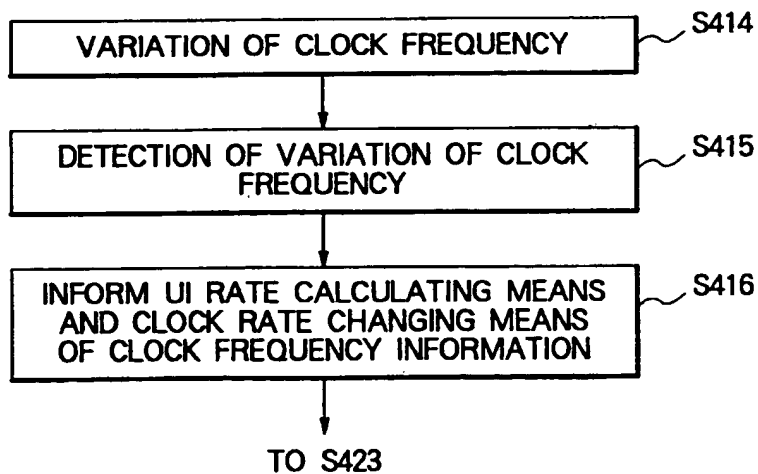 S414
VARIATION OF CLOCK FREQUENCY
S415
DETECTION OF VARIATION OF CLOCK
FREQUENCY
S416
INFORM UI RATE CALCULATING MEANS
AND CLOCK RATE CHANGING MEANS
OF CLOCK FREQUENCY INFORMATION
TO S423